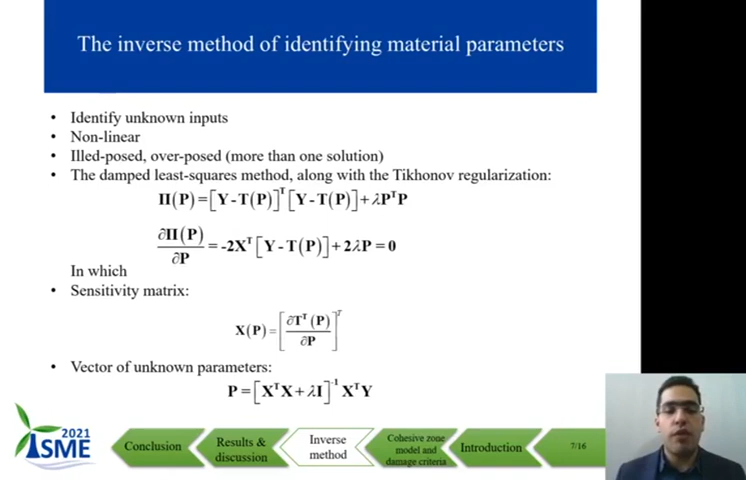 The inverse method of identifying material parameters
• Identify unknown inputs
• Non-linear
• Illed-posed, over-posed (more than one solution)
• The damped least-squares method, along with the Tikhonov regularization:
Π(P)=[Y-T(P)]ᵀ[Y-T(P)]+λPᵀP
∂Π(P)/∂P = -2Xᵀ[Y-T(P)]+2λP=0
In which
• Sensitivity matrix:
X(P)=[∂Tᵀ(P)/∂P]ᵀ
• Vector of unknown parameters:
P=[XᵀX+λI]⁻¹XᵀY
2021
ISME
Conclusion
Results &
discussion
Inverse
method
Cohesive zone
model and
damage criteria
Introduction
7/16